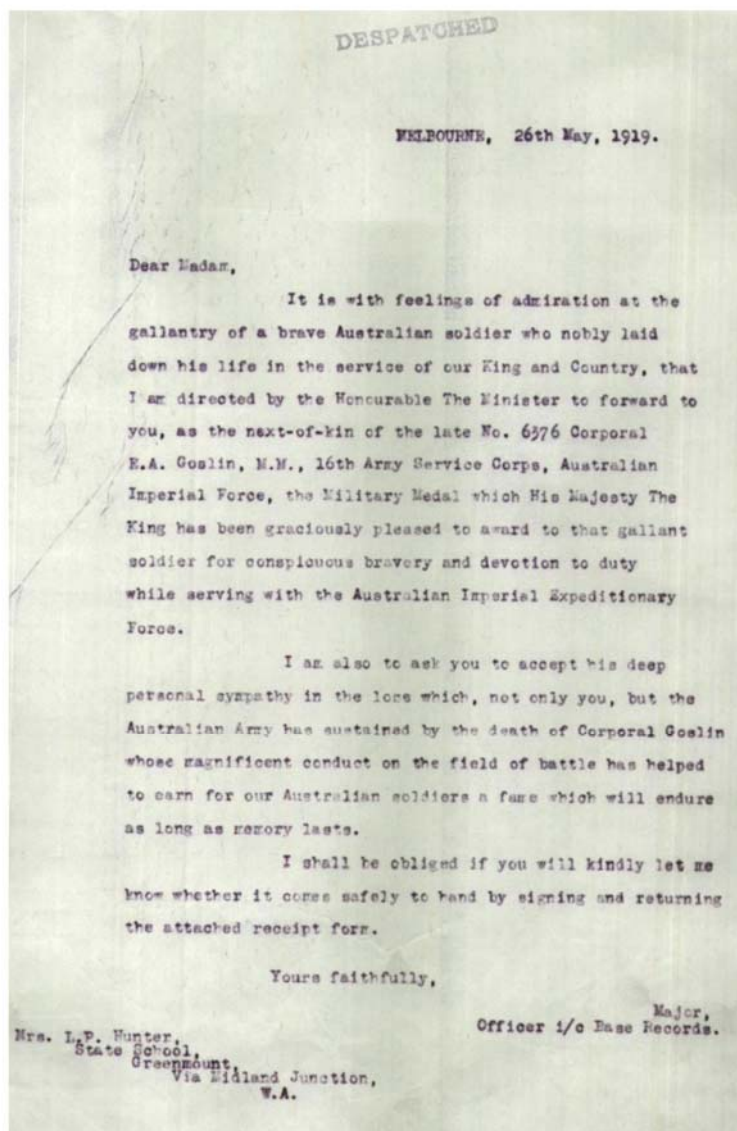 DESPATCHED
MELBOURNE, 26th May, 1919.
Dear Madam,
It is with feelings of admiration at the
gallantry of a brave Australian soldier who nobly laid
down his life in the service of our King and Country, that
I am directed by the Honourable The Minister to forward to
you, as the next-of-kin of the late No. 6376 Corporal
E.A. Goslin, M.M., 16th Army Service Corps, Australian
Imperial Force, the Military Medal which His Majesty The
King has been graciously pleased to award to that gallant
soldier for conspicuous bravery and devotion to duty
while serving with the Australian Imperial Expeditionary
Force.
I am also to ask you to accept his deep
personal sympathy in the loss which, not only you, but the
Australian Army has sustained by the death of Corporal Goslin
whose magnificent conduct on the field of battle has helped
to earn for our Australian soldiers a fame which will endure
as long as memory lasts.
I shall be obliged if you will kindly let me
know whether it comes safely to hand by signing and returning
the attached receipt form.
Yours faithfully,
Major,
Officer i/c Base Records.
Mrs. L.P. Hunter,
State School,
Greenmount,
Via Midland Junction,
W.A.